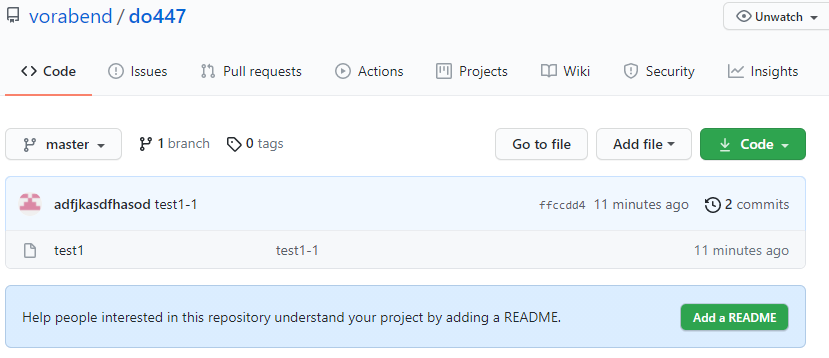 vorabend / do447
Unwatch
Code Issues Pull requests Actions Projects Wiki Security Insights
master 1 branch 0 tags Go to file Add file Code
adfjkasdfhasod test1-1 ffccdd4 11 minutes ago 2 commits
test1 test1-1 11 minutes ago
Help people interested in this repository understand your project by adding a README. Add a README